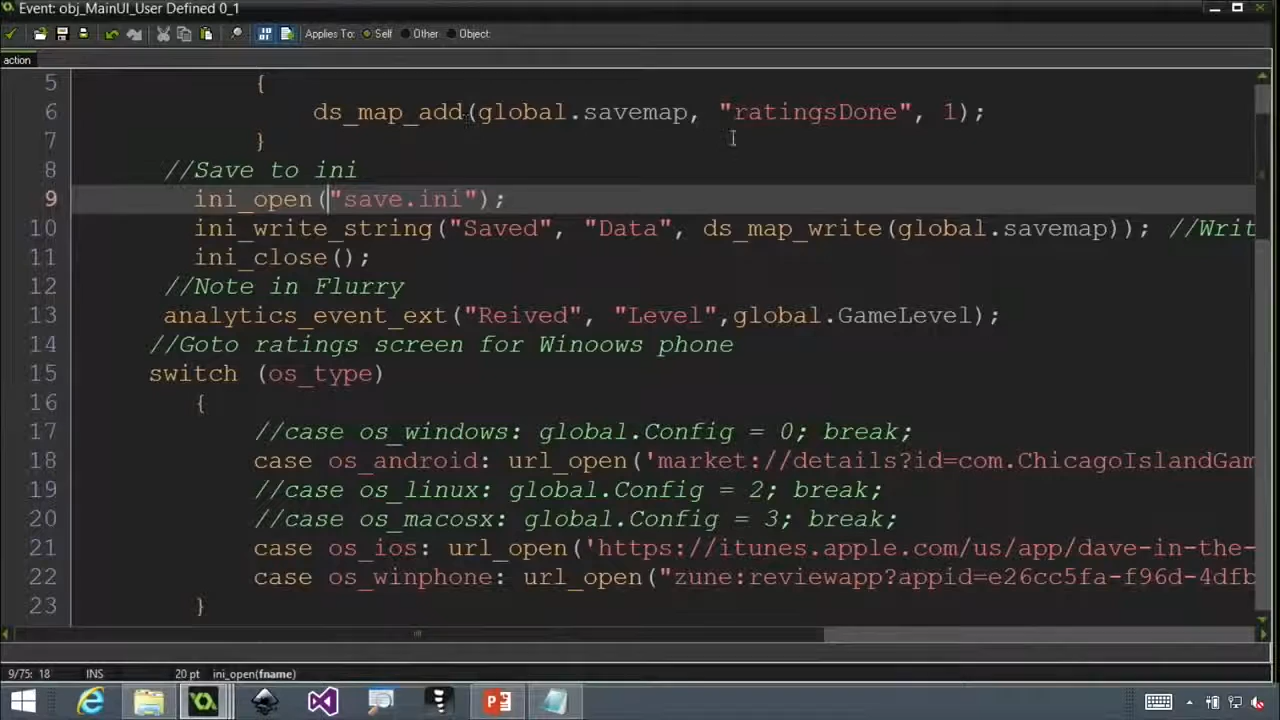 Event: obj_MainUI_User Defined 0_1
Applies To: Self Other Object:
action
5 {
6 ds_map_add(global.savemap, "ratingsDone", 1);
7 }
8 //Save to ini
9 ini_open("save.ini");
10 ini_write_string("Saved", "Data", ds_map_write(global.savemap)); //Writ
11 ini_close();
12 //Note in Flurry
13 analytics_event_ext("Reived", "Level",global.GameLevel);
14 //Goto ratings screen for Winoows phone
15 switch (os_type)
16 {
17 //case os_windows: global.Config = 0; break;
18 case os_android: url_open('market://details?id=com.ChicagoIslandGam
19 //case os_linux: global.Config = 2; break;
20 //case os_macosx: global.Config = 3; break;
21 case os_ios: url_open('https://itunes.apple.com/us/app/dave-in-the-
22 case os_winphone: url_open("zune:reviewapp?appid=e26cc5fa-f96d-4dfb
23 }
9/75: 18 INS 20 pt ini_open(fname)